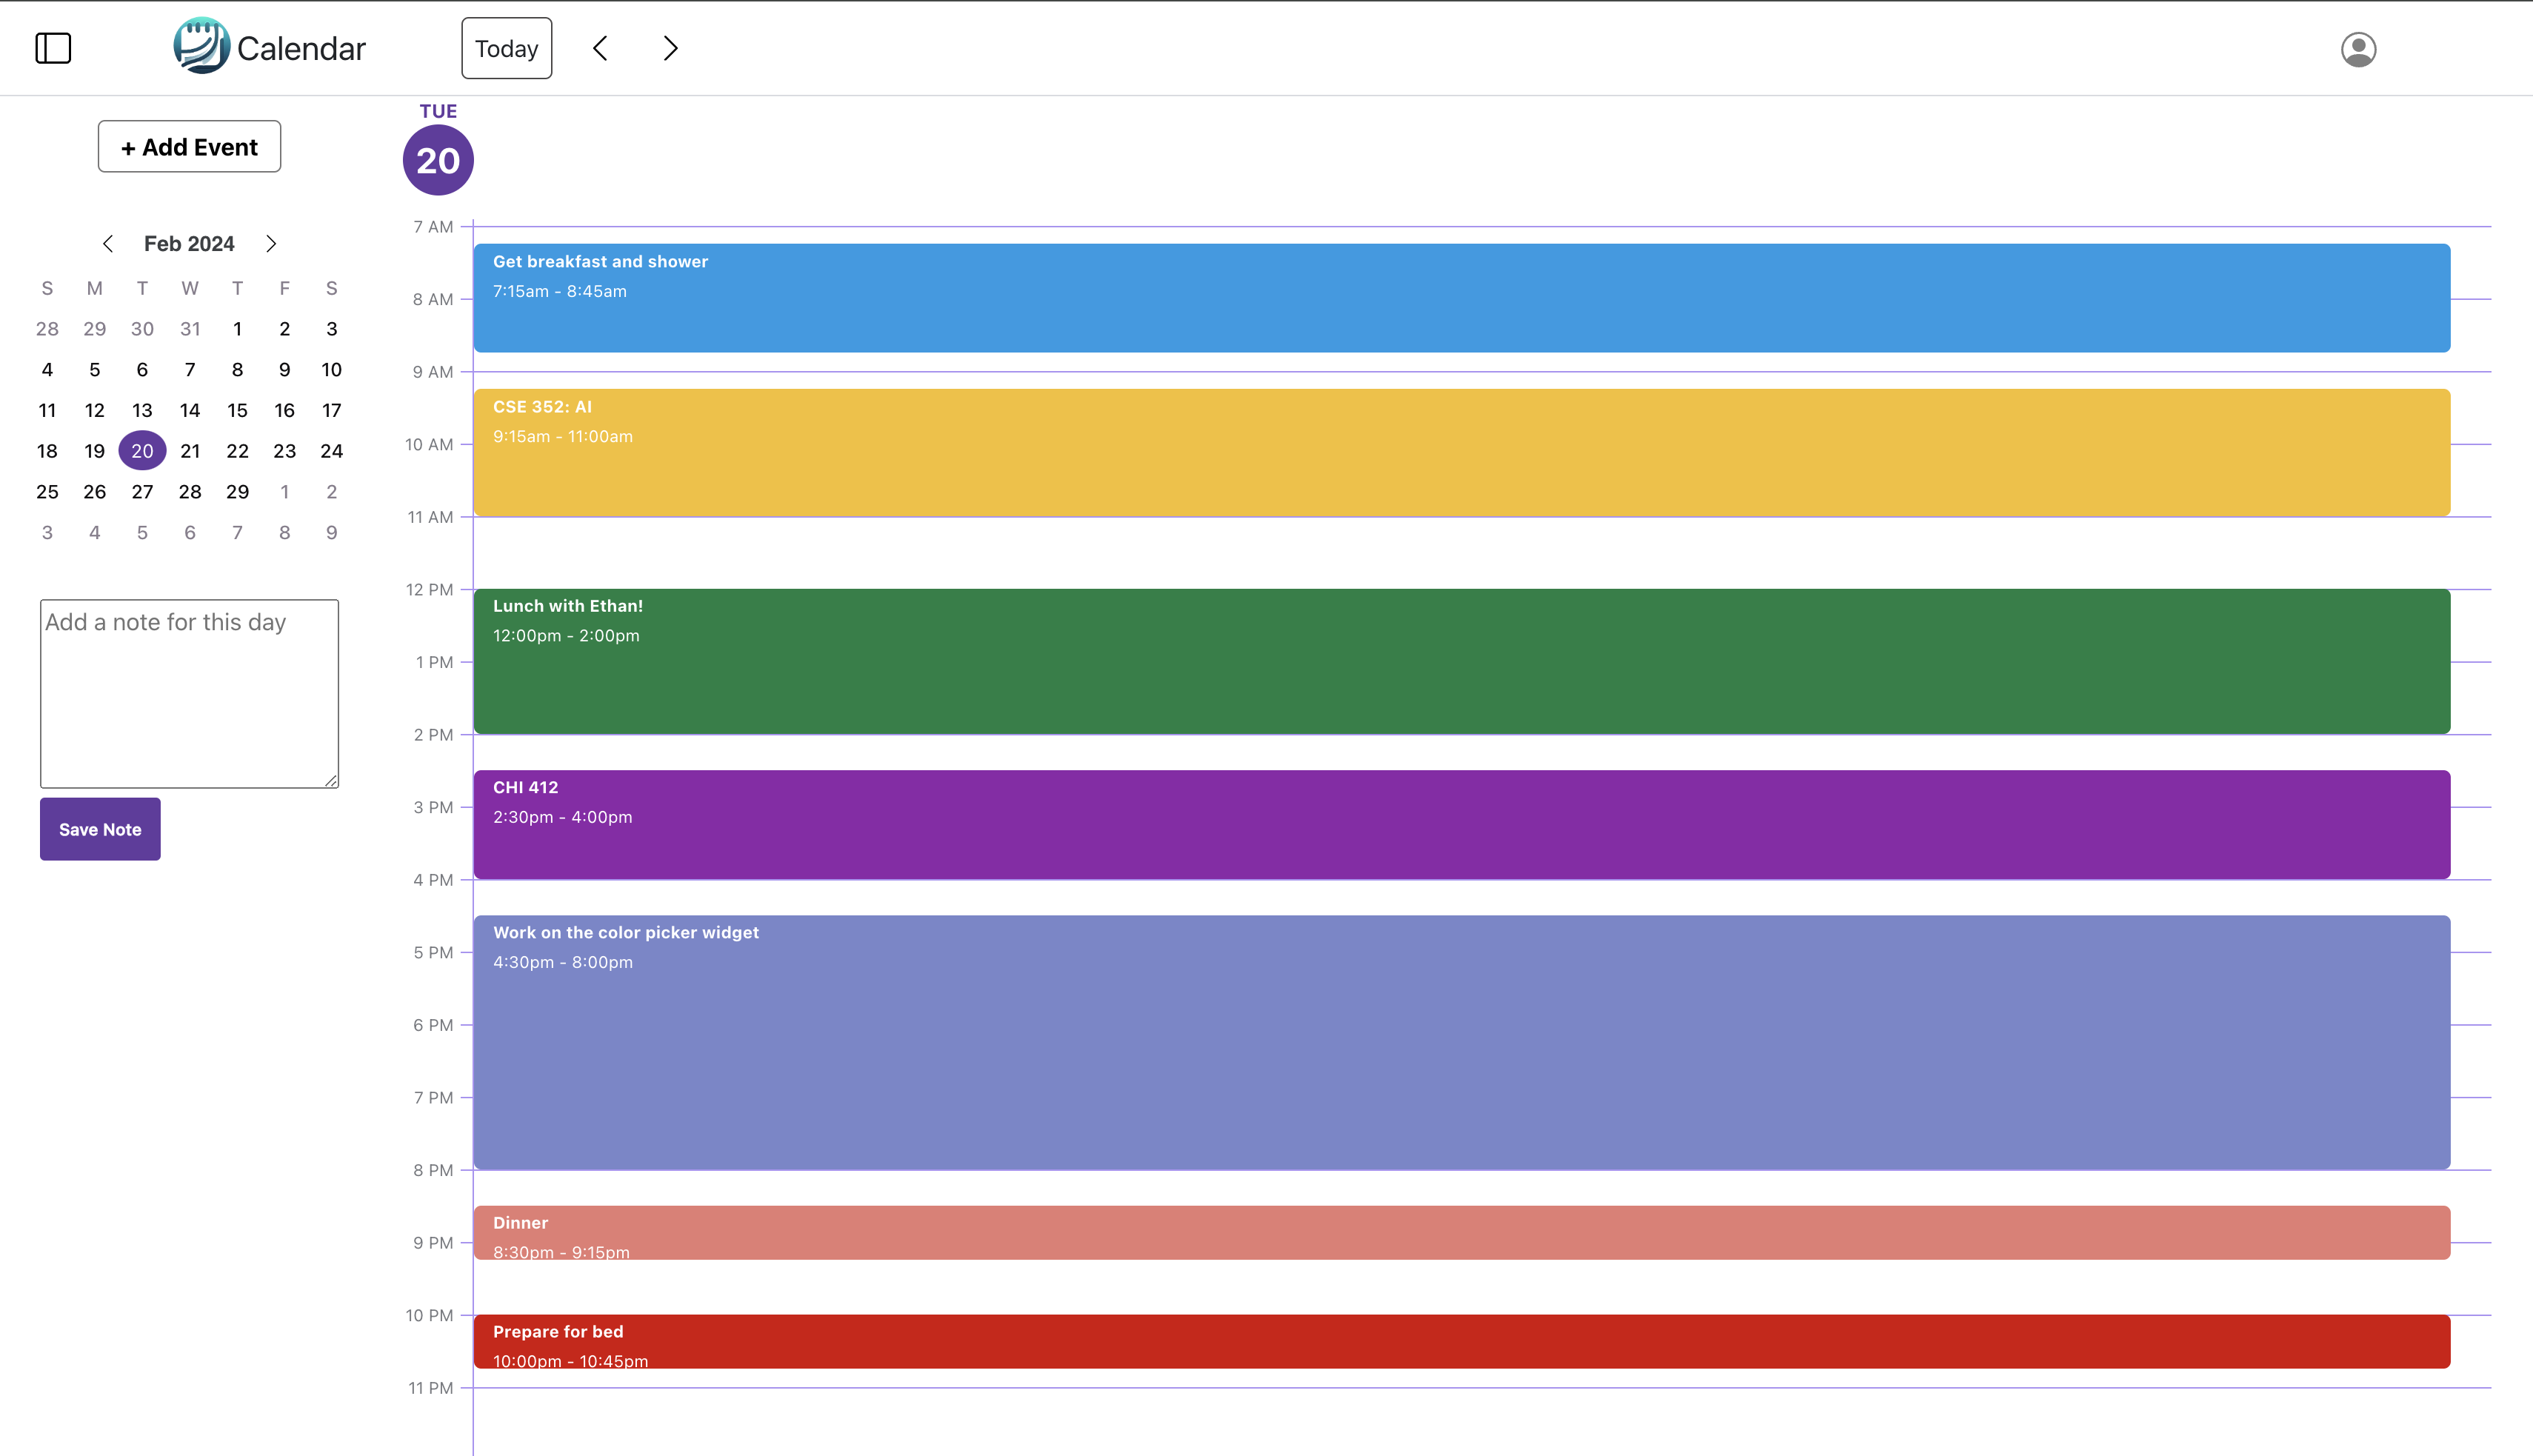 Calendar
Today
+ Add Event
Feb 2024
S M T W T F S
28 29 30 31 1 2 3
4 5 6 7 8 9 10
11 12 13 14 15 16 17
18 19 20 21 22 23 24
25 26 27 28 29 1 2
3 4 5 6 7 8 9
Add a note for this day
Save Note
TUE
20
7 AM
Get breakfast and shower
7:15am - 8:45am
8 AM
9 AM
CSE 352: AI
9:15am - 11:00am
10 AM
11 AM
12 PM
Lunch with Ethan!
12:00pm - 2:00pm
1 PM
2 PM
CHI 412
2:30pm - 4:00pm
3 PM
4 PM
Work on the color picker widget
4:30pm - 8:00pm
5 PM
6 PM
7 PM
8 PM
Dinner
8:30pm - 9:15pm
9 PM
10 PM
Prepare for bed
10:00pm - 10:45pm
11 PM